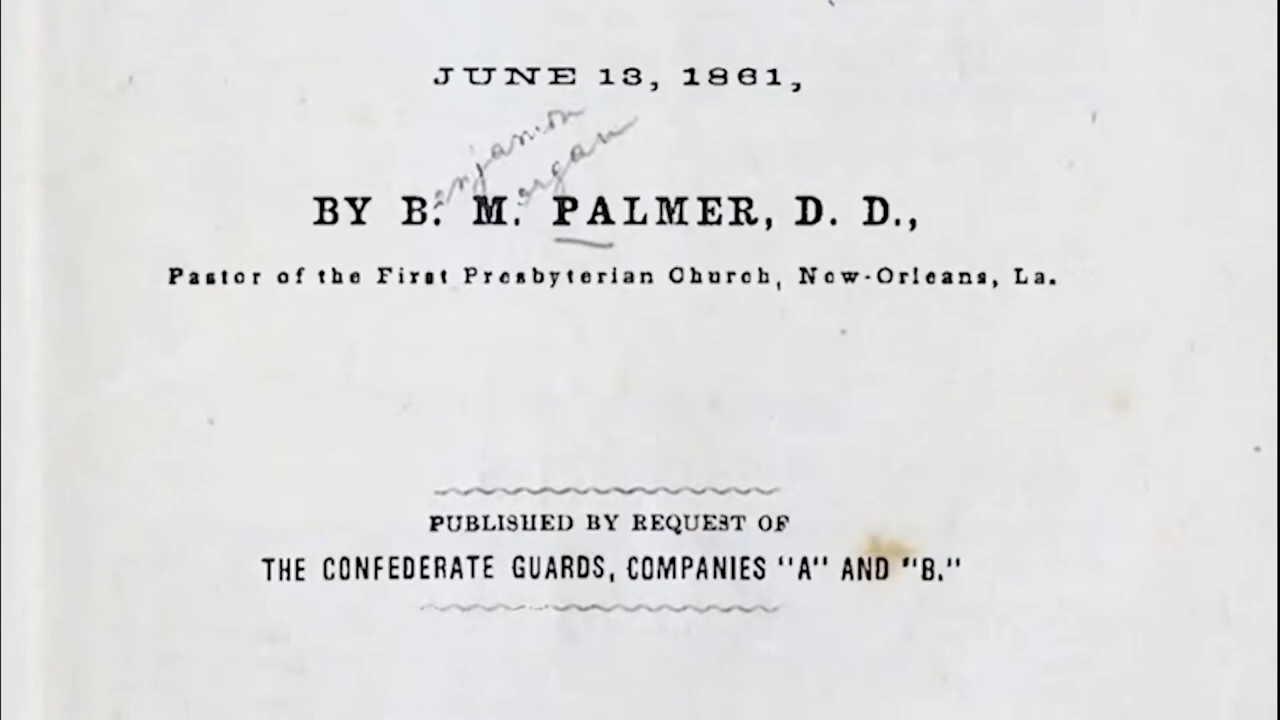 JUNE 13, 1861,
enjamin
organ
BY B. M. PALMER, D. D.,
Pastor of the First Presbyterian Church, New-Orleans, La.
PUBLISHED BY REQUEST OF
THE CONFEDERATE GUARDS, COMPANIES "A" AND "B."